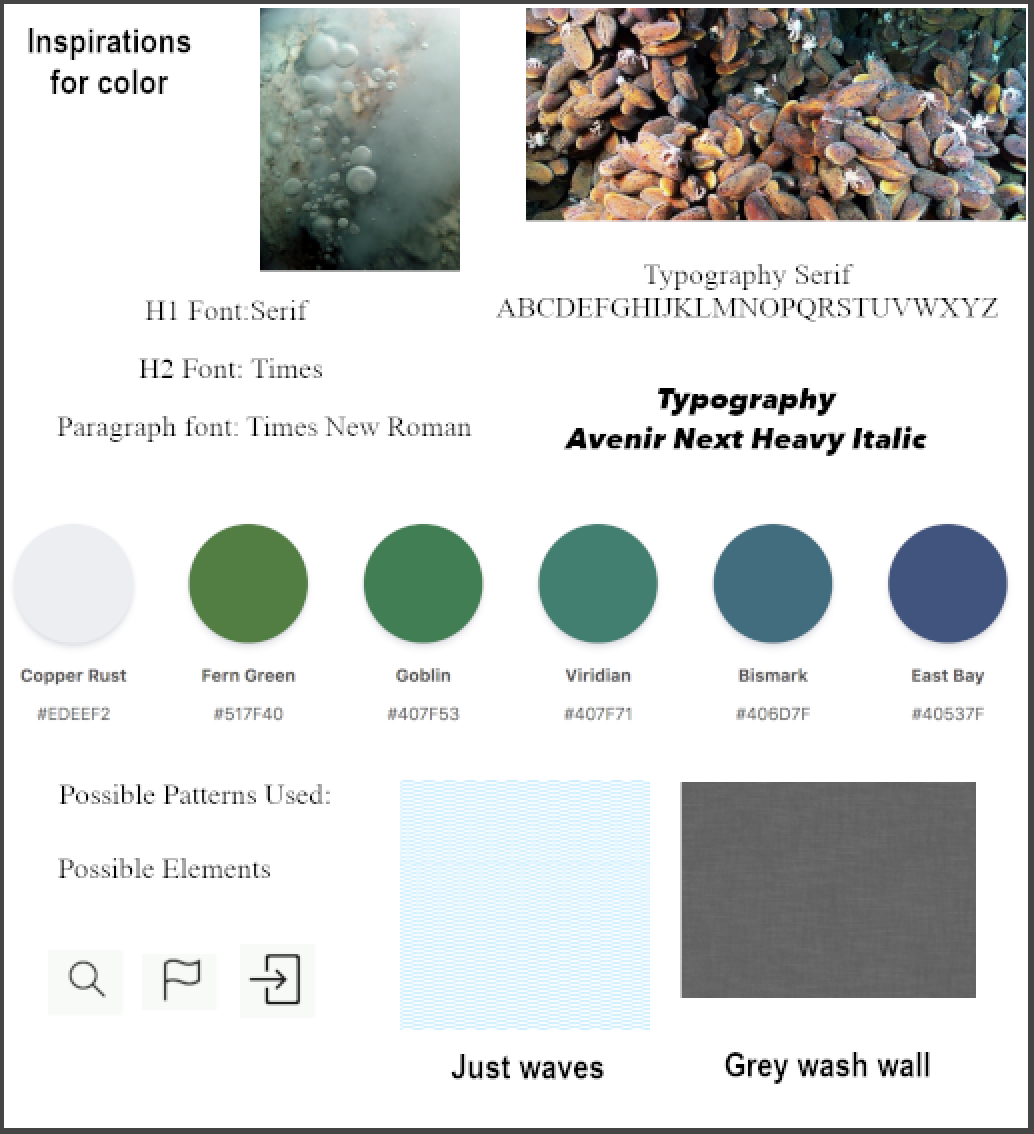 Inspirations
for color
H1 Font:Serif
H2 Font: Times
Paragraph font: Times New Roman
Typography Serif
ABCDEFGHIJKLMNOPQRSTUVWXYZ
Typography
Avenir Next Heavy Italic
Copper Rust
#EDEEF2
Fern Green
#517F40
Goblin
#407F53
Viridian
#407F71
Bismark
#406D7F
East Bay
#40537F
Possible Patterns Used:
Possible Elements
Just waves
Grey wash wall